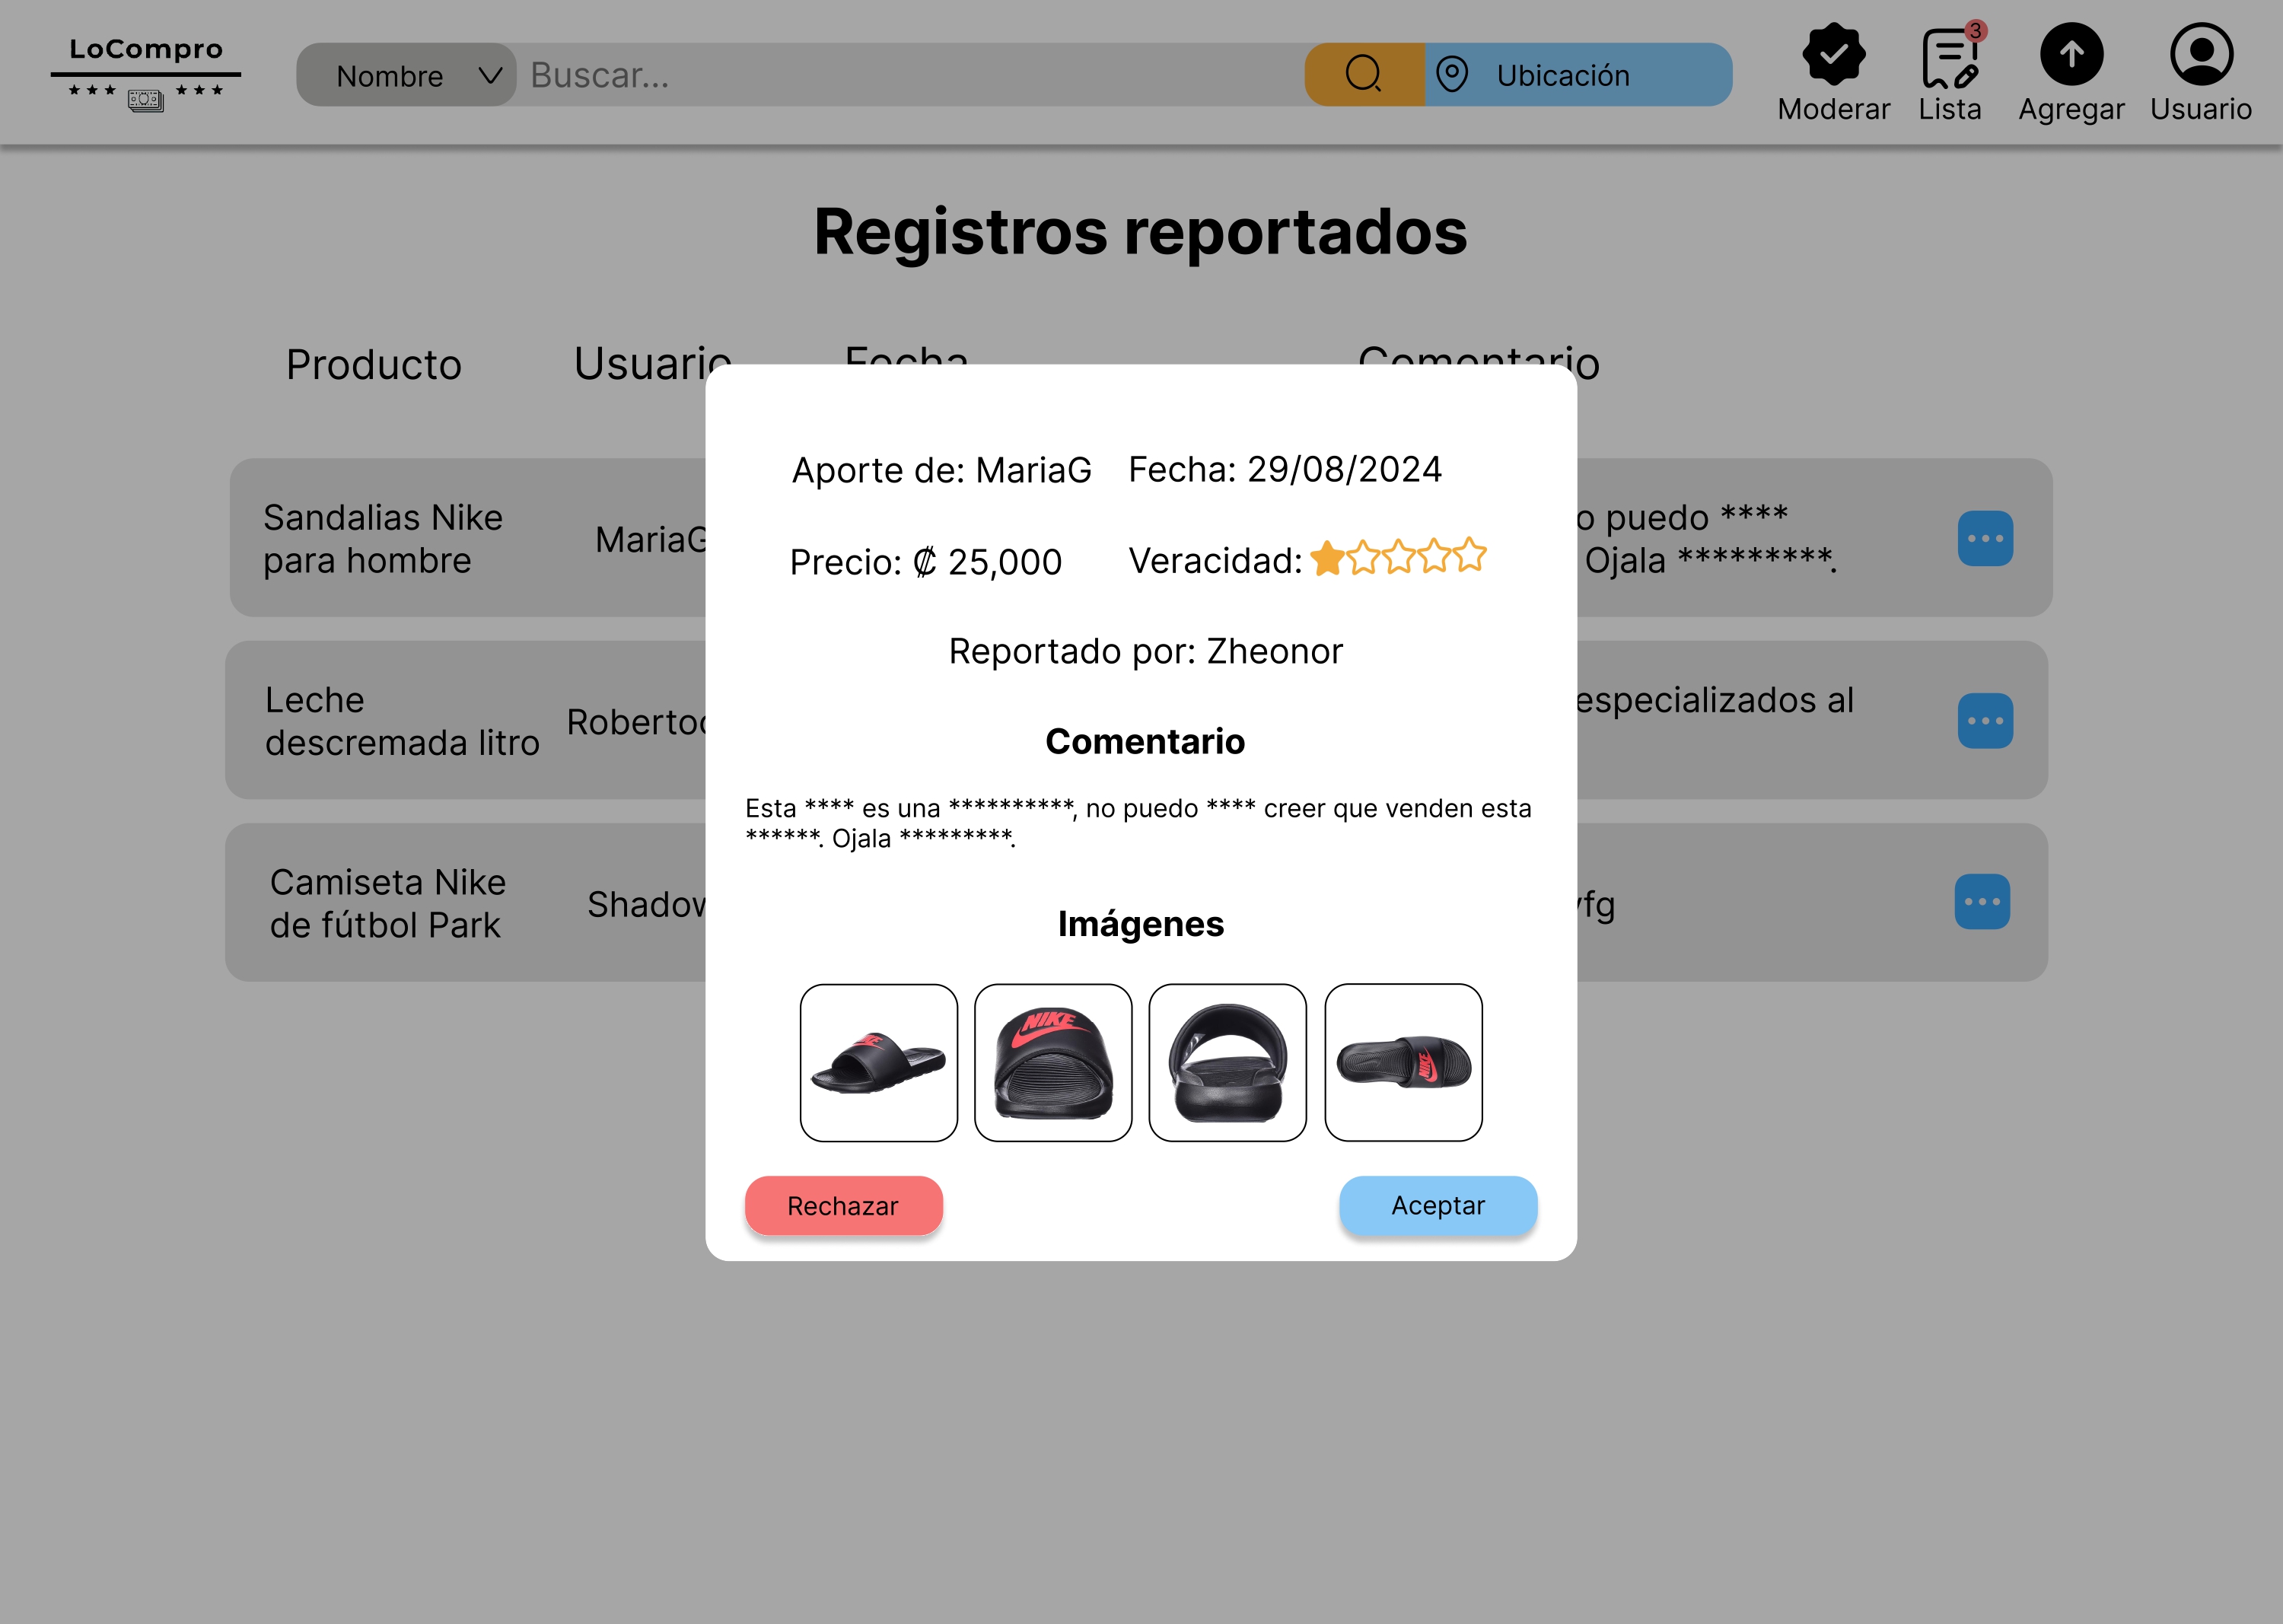 LoCompro
Nombre
Buscar...
Ubicación
Moderar
3
Lista
Agregar
Usuario
Registros reportados
Producto
Usuario
Fecha
Comentario
Sandalias Nike
para hombre
MariaG
o puedo ****
Ojala *********.
Leche
descremada litro
especializados al
Camiseta Nike
de fútbol Park
Aporte de: MariaG
Fecha: 29/08/2024
Precio: ₡ 25,000
Veracidad:
Reportado por: Zheonor
Comentario
Esta **** es una **********, no puedo **** creer que venden esta
******. Ojala *********.
Imágenes
NIKE
NIKE
Rechazar
Aceptar